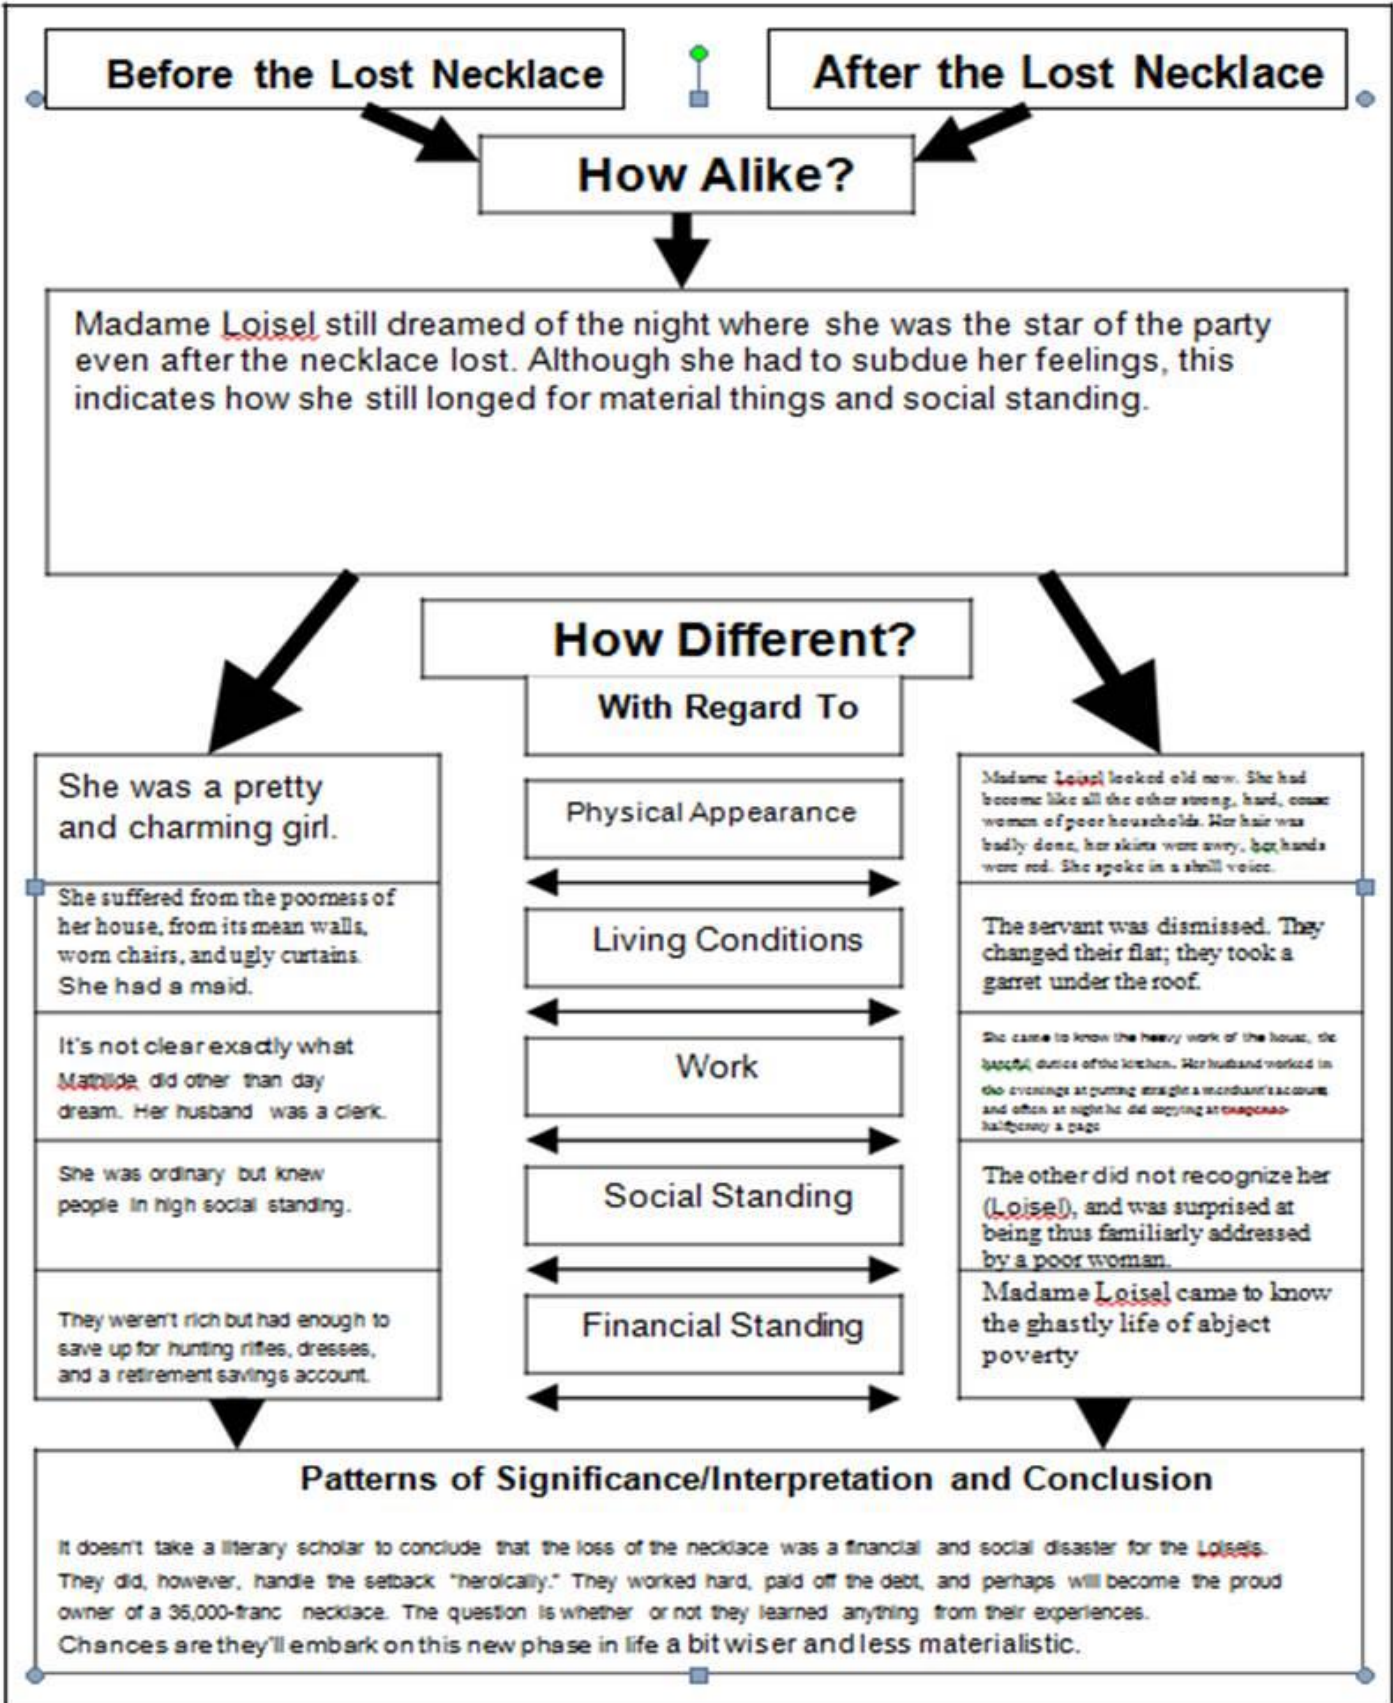 Before the Lost Necklace
After the Lost Necklace
How Alike?
Madame Loisel still dreamed of the night where she was the star of the party
even after the necklace lost. Although she had to subdue her feelings, this
indicates how she still longed for material things and social standing.
How Different?
With Regard To
She was a pretty
and charming girl.
Physical Appearance
Madame Loisel looked old now. She had
become like all the other strong, hard, coarse
women of poor households. Her hair was
badly done, her skirts were awry, her hands
were red. She spoke in a shrill voice.
She suffered from the poorness of
her house, from its mean walls,
worn chairs, and ugly curtains.
She had a maid.
Living Conditions
The servant was dismissed. They
changed their flat; they took a
garret under the roof.
It's not clear exactly what
Mathilde did other than day
dream. Her husband was a clerk.
Work
She came to know the heavy work of the house, the
hateful duties of the kitchen. Her husband worked in
the evenings at putting straight a merchant's accounts,
and often at night he did copying at
halfpenny a page
She was ordinary but knew
people in high social standing.
Social Standing
The other did not recognize her
(Loisel), and was surprised at
being thus familiarly addressed
by a poor woman.
They weren't rich but had enough to
save up for hunting rifles, dresses,
and a retirement savings account.
Financial Standing
Madame Loisel came to know
the ghastly life of abject
poverty
Patterns of Significance/Interpretation and Conclusion
It doesn't take a literary scholar to conclude that the loss of the necklace was a financial and social disaster for the Loisels.
They did, however, handle the setback "heroically." They worked hard, paid off the debt, and perhaps will become the proud
owner of a 36,000-franc necklace. The question is whether or not they learned anything from their experiences.
Chances are they'll embark on this new phase in life a bit wiser and less materialistic.